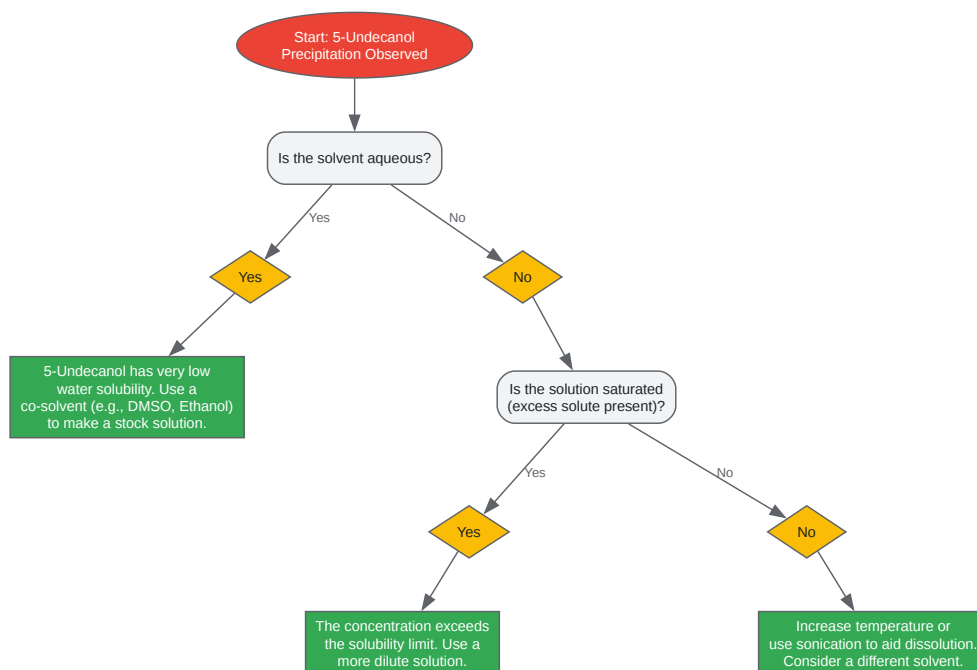 Start: 5-Undecanol
Precipitation Observed
Is the solvent aqueous?
Yes
No
Yes
No
5-Undecanol has very low
water solubility. Use a
co-solvent (e.g., DMSO, Ethanol)
to make a stock solution.
Is the solution saturated
(excess solute present)?
Yes
No
Yes
No
The concentration exceeds
the solubility limit. Use a
more dilute solution.
Increase temperature or
use sonication to aid dissolution.
Consider a different solvent.